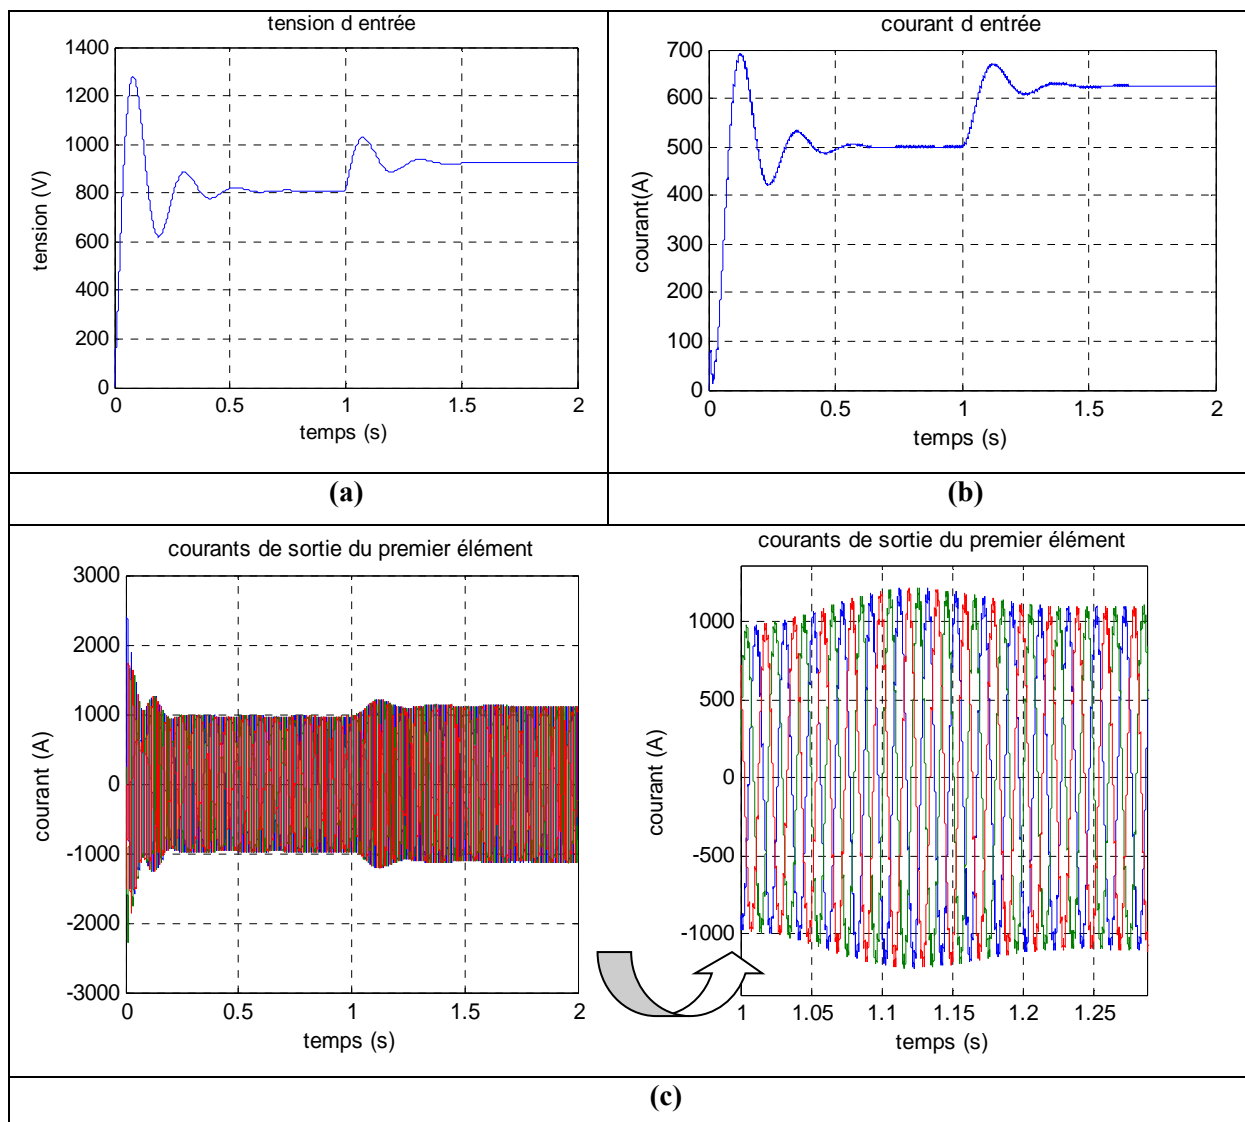 tension d entrée
1400
1200
1000
800
600
400
200
0
tension (V)
0 0.5 1 1.5 2
temps (s)
courant d entrée
700
600
500
400
300
200
100
0
courant(A)
0 0.5 1 1.5 2
temps (s)
(a)
(b)
courants de sortie du premier élément
3000
2000
1000
0
-1000
-2000
-3000
courant (A)
0 0.5 1 1.5 2
temps (s)
courants de sortie du premier élément
1000
500
0
-500
-1000
courant (A)
1 1.05 1.1 1.15 1.2 1.25
temps (s)
(c)